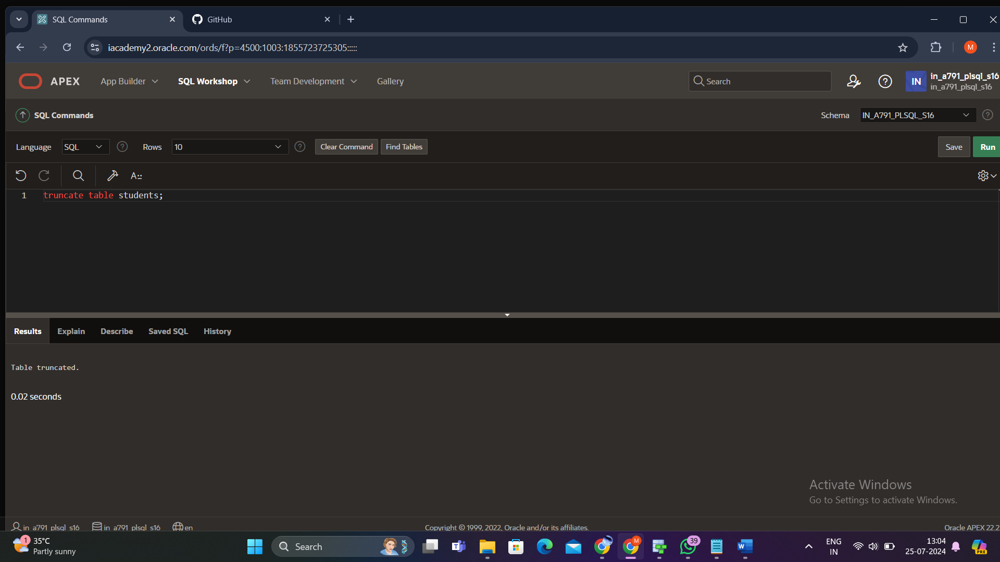 SQL Commands
GitHub
iacademy2.oracle.com/ords/f?p=4500:1003:1855723725305:::::
M
APEX
App Builder
SQL Workshop
Team Development
Gallery
Search
IN
in_a791_plsql_s16
in_a791_plsql_s16
SQL Commands
Schema
IN_A791_PLSQL_S16
Language
SQL
Rows
10
Clear Command
Find Tables
Save
Run
A
1
truncate table students;
Results
Explain
Describe
Saved SQL
History
Table truncated.
0.02 seconds
Activate Windows
Go to Settings to activate Windows.
in_a791_plsql_s16
in_a791_plsql_s16
en
Copyright © 1999, 2022, Oracle and/or its affiliates.
Oracle APEX 22.2
1
35°C
Partly sunny
Search
T
M
39
W
ENG
IN
13:04
25-07-2024
PRE